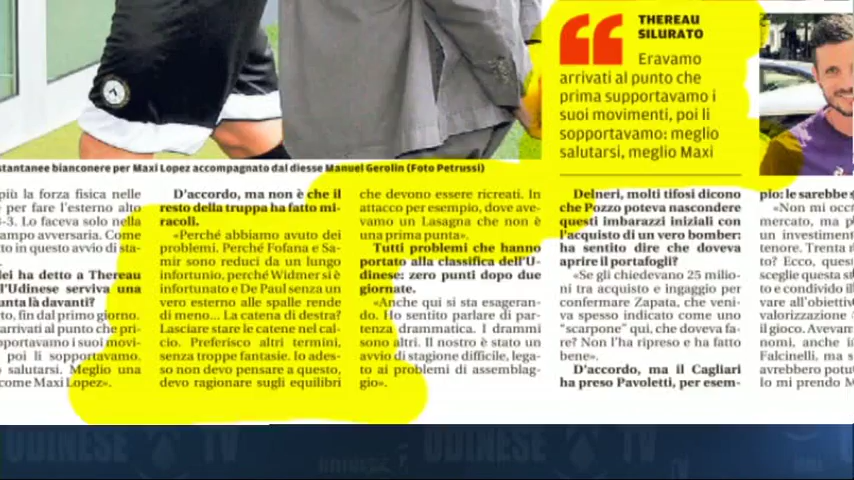 THEREAU
SILURATO
Eravamo
arrivati al punto che
prima supportavamo i
suoi movimenti, poi li
sopportavamo: meglio
salutarsi, meglio Maxi
stantanee bianconere per Maxi Lopez accompagnato dal diesse Manuel Gerolin (Foto Petrussi)
più la forza fisica nelle
per fare l'esterno alto
-3. Lo faceva solo nella
ampo avversaria. Come
to in questo avvio di sta-
lei ha detto a Thereau
l'Udinese serviva una
unta là davanti?
to, fin dal primo giorno.
arrivati al punto che pri-
pportavamo i suoi movi-
poi li sopportavamo.
salutarsi. Meglio una
come Maxi Lopez».
D'accordo, ma non è che il
resto della truppa ha fatto mi-
racoli.
«Perché abbiamo avuto dei
problemi. Perché Fofana e Sa-
mir sono reduci da un lungo
infortunio, perché Widmer si è
infortunato e De Paul senza un
vero esterno alle spalle rende
di meno... La catena di destra?
Lasciare stare le catene nel cal-
cio. Preferisco altri termini,
senza troppe fantasie. Io ades-
so non devo pensare a questo,
devo ragionare sugli equilibri
che devono essere ricreati. In
attacco per esempio, dove ave-
vamo un Lasagna che non è
una prima punta».
Tutti problemi che hanno
portato alla classifica dell'U-
dinese: zero punti dopo due
giornate.
«Anche qui si sta esageran-
do. Ho sentito parlare di par-
tenza drammatica. I drammi
sono altri. Il nostro è stato un
avvio di stagione difficile, lega-
to ai problemi di assemblag-
gio».
Delneri, molti tifosi dicono
che Pozzo poteva nascondere
questi imbarazzi iniziali con
l'acquisto di un vero bomber:
ha sentito dire che doveva
aprire il portafogli?
«Se gli chiedevano 25 milio-
ni tra acquisto e ingaggio per
confermare Zapata, che veni-
va spesso indicato come uno
"scarpone" qui, che doveva fa-
re? Non l'ha ripreso e ha fatto
bene».
D'accordo, ma il Cagliari
ha preso Pavoletti, per esem-
pio: le sarebbe s
«Non mi occ
mercato, ma p
un investiment
tenore. Trenta r
to? Ecco, quest
sceglie questa st
to e condivido il
vare all'obiettiv
valorizzazione
il gioco. Avevam
nomi, anche i
Falcinelli, ma s
avrebbero potut
Io mi prendo M
UDINESE TV
UDINESE TV